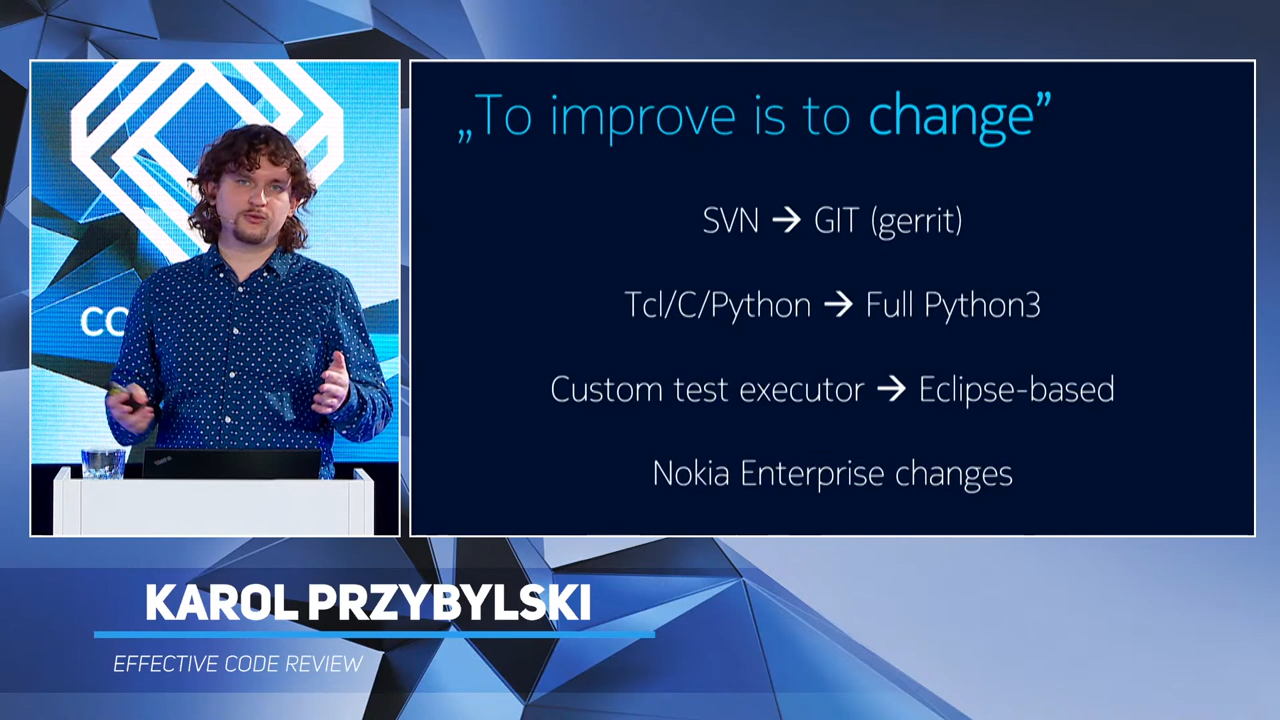 „To improve is to change”
SVN → GIT (gerrit)
Tcl/C/Python → Full Python3
Custom test executor → Eclipse-based
Nokia Enterprise changes
CO
KAROL PRZYBYLSKI
EFFECTIVE CODE REVIEW